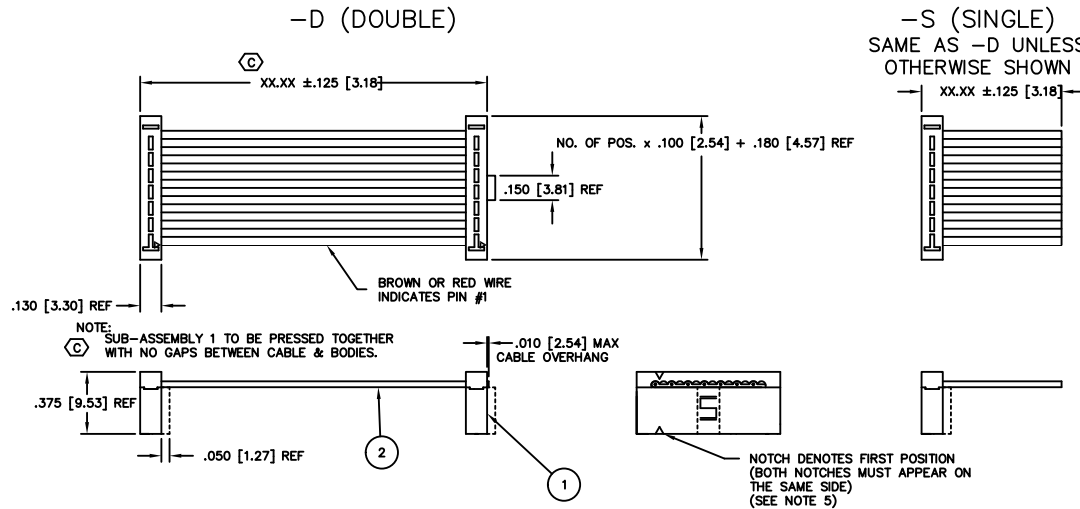 -D (DOUBLE)
-S (SINGLE)
SAME AS -D UNLESS
OTHERWISE SHOWN
C
XX.XX ±.125 [3.18]
XX.XX ±.125 [3.18]
NO. OF POS. x .100 [2.54] + .180 [4.57] REF
.150 [3.81] REF
BROWN OR RED WIRE
INDICATES PIN #1
.130 [3.30] REF
NOTE:
C SUB-ASSEMBLY 1 TO BE PRESSED TOGETHER
WITH NO GAPS BETWEEN CABLE & BODIES.
.010 [2.54] MAX
CABLE OVERHANG
.375 [9.53] REF
.050 [1.27] REF
2
1
S
NOTCH DENOTES FIRST POSITION
(BOTH NOTCHES MUST APPEAR ON
THE SAME SIDE)
(SEE NOTE 5)